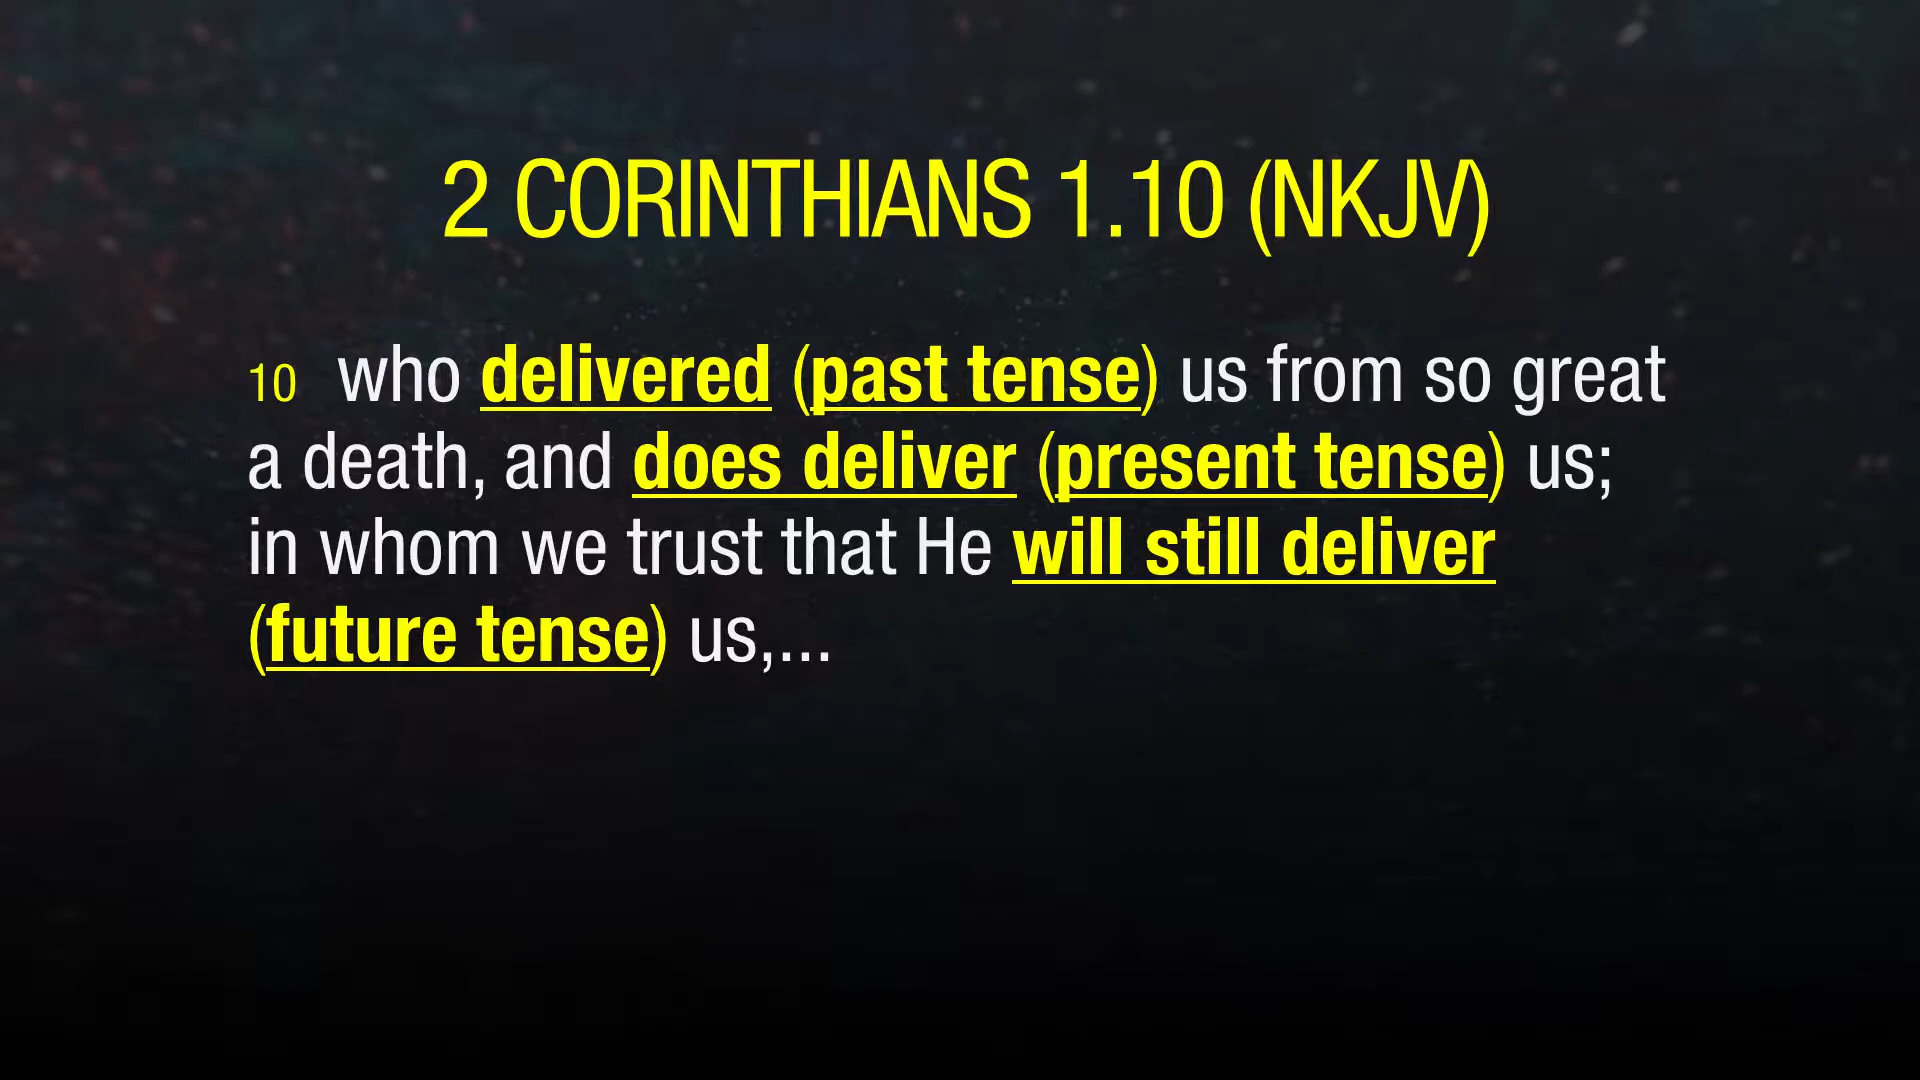 2 CORINTHIANS 1.10 (NKJV)
10 who delivered (past tense) us from so great
a death, and does deliver (present tense) us;
in whom we trust that He will still deliver
(future tense) us,...